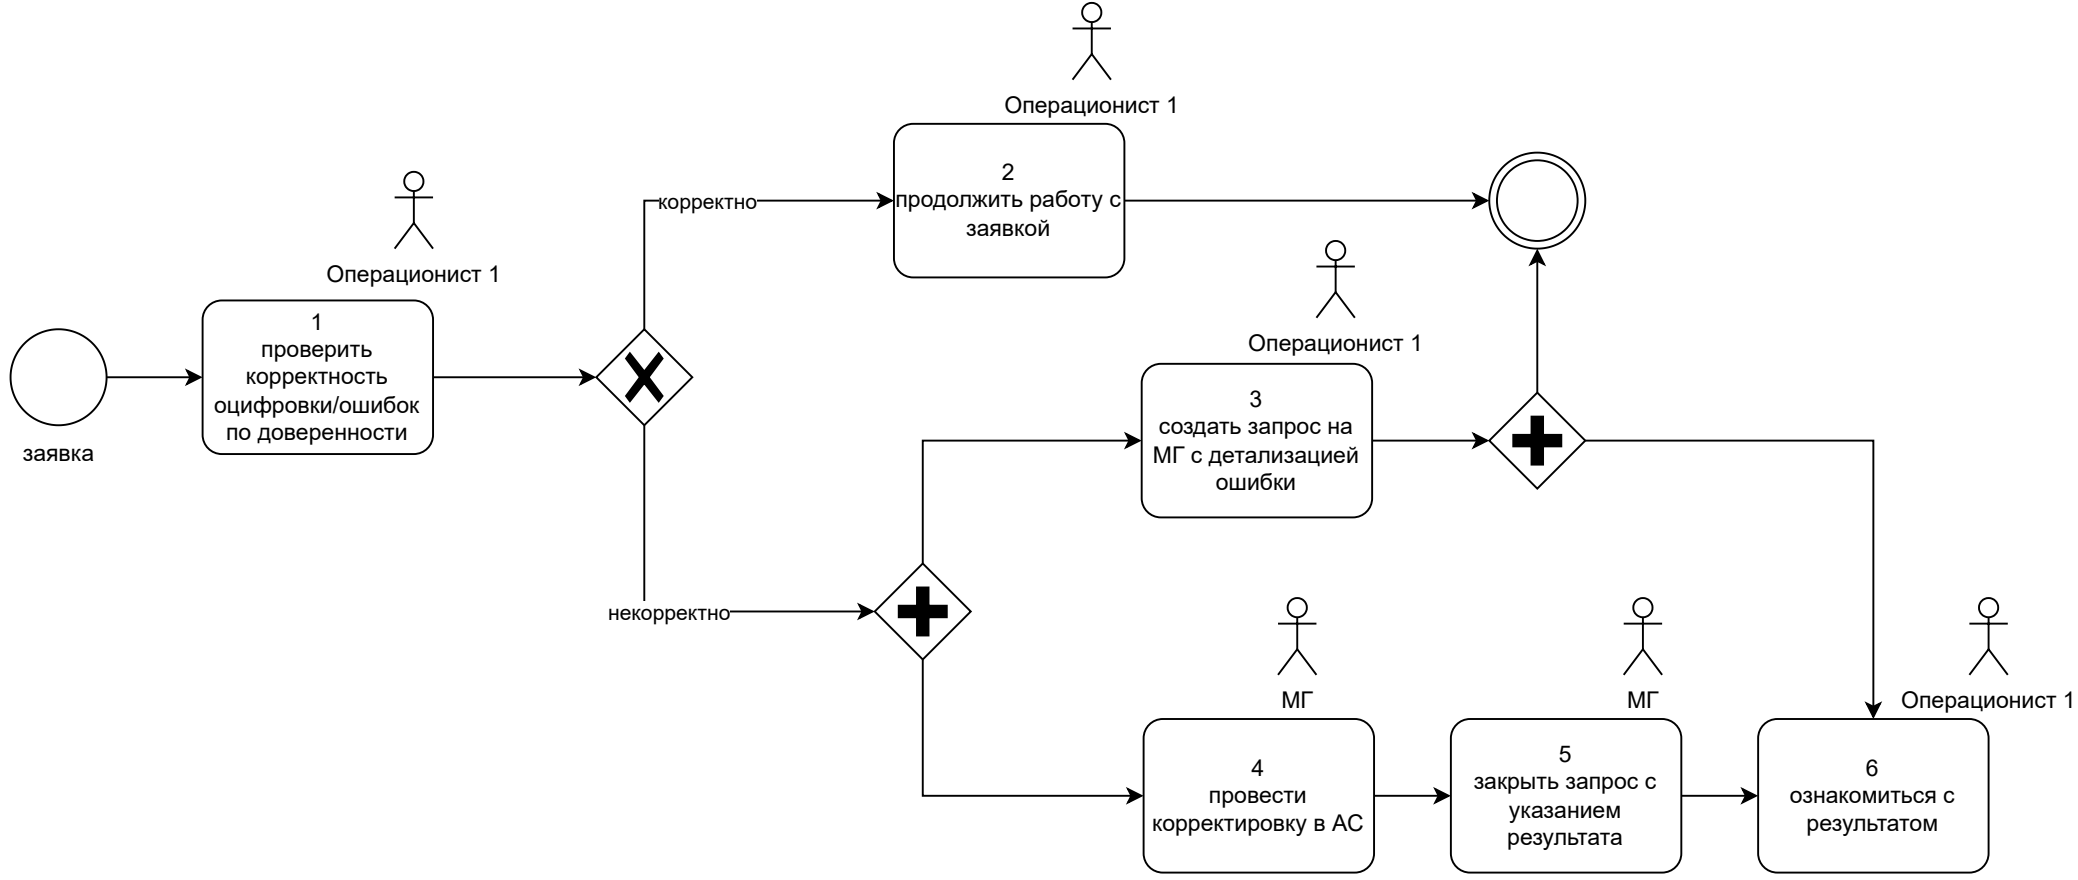 Операционист 1
Операционист 1
2
продолжить работу с
заявкой
корректно
Операционист 1
1
проверить
корректность
оцифровки/ошибок
по доверенности
заявка
Операционист 1
3
создать запрос на
МГ с детализацией
ошибки
некорректно
МГ
МГ
Операционист 1
4
провести
корректировку в АС
5
закрыть запрос с
указанием
результата
6
ознакомиться с
результатом